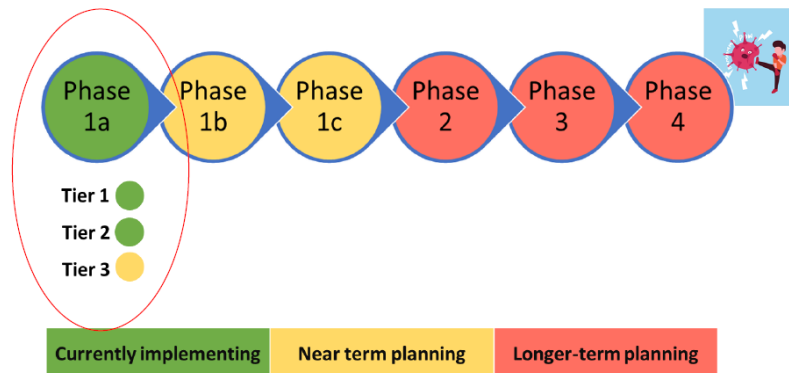 Phase
1a
Phase
1b
Phase
1c
Phase
2
Phase
3
Phase
4
Tier 1
Tier 2
Tier 3
Currently implementing
Near term planning
Longer-term planning